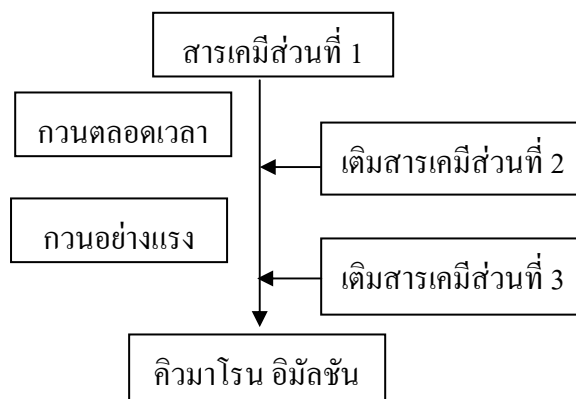 สารเคมีส่วนที่ 1
กวนตลอดเวลา
เติมสารเคมีส่วนที่ 2
กวนอย่างแรง
เติมสารเคมีส่วนที่ 3
คิวมาโรน อิมัลชัน